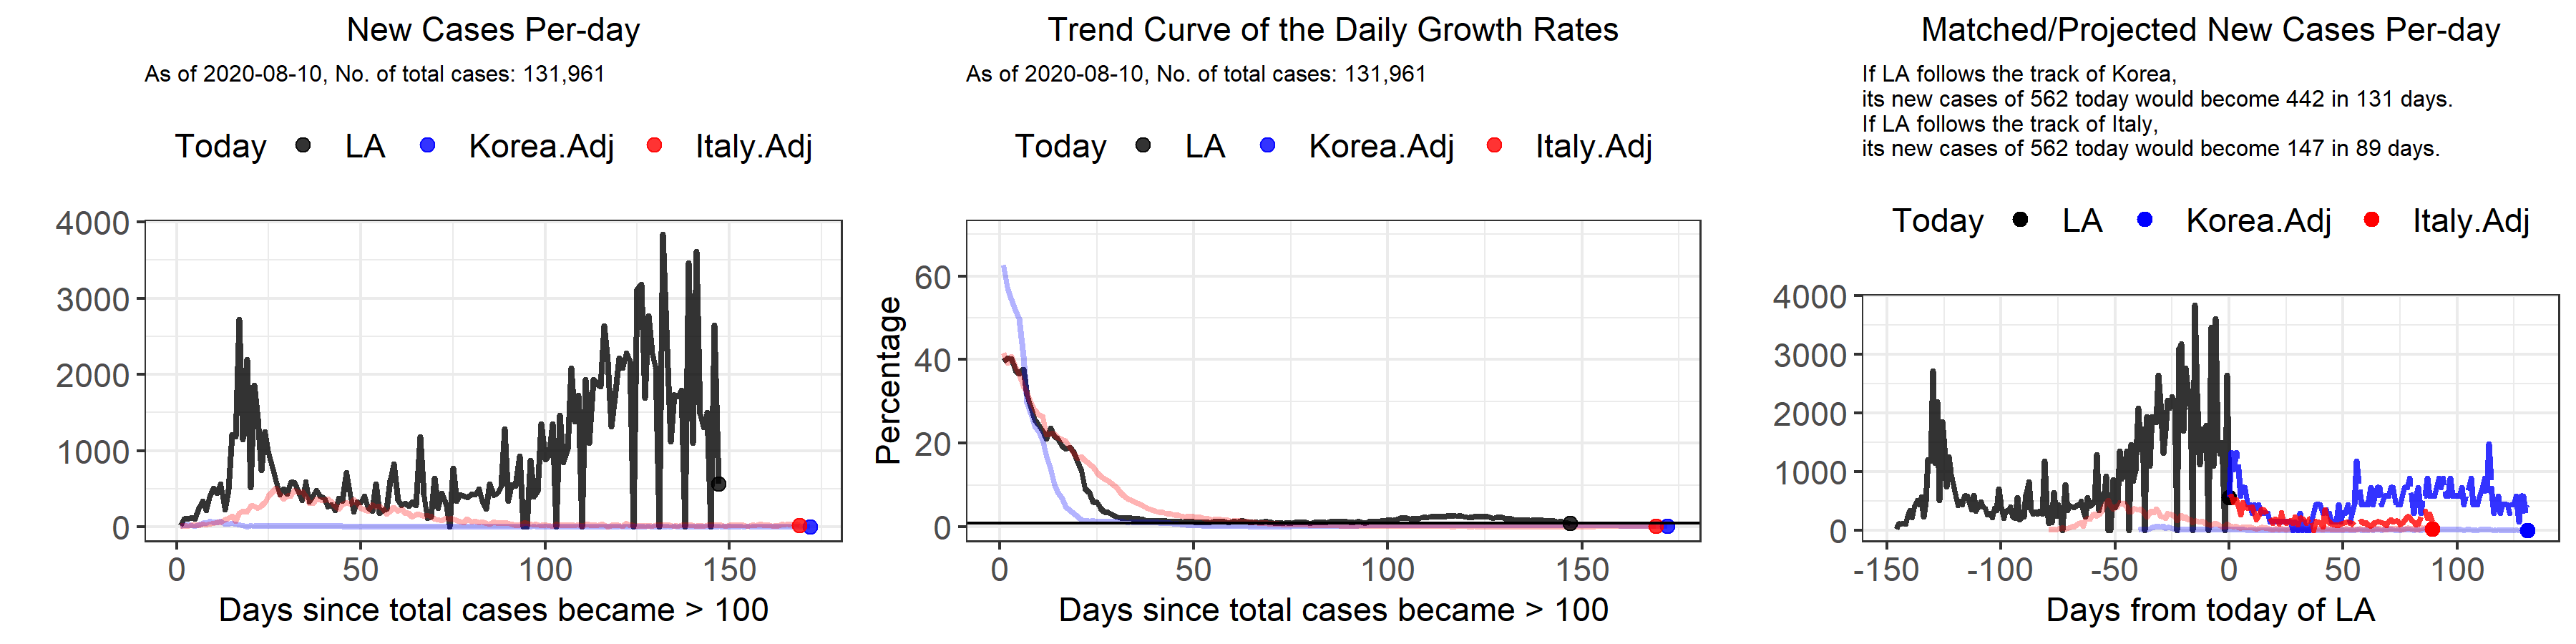 New Cases Per-day
As of 2020-08-10, No. of total cases: 131,961
Today LA Korea.Adj Italy.Adj
4000
3000
2000
1000
0
0 50 100 150
Days since total cases became > 100
Trend Curve of the Daily Growth Rates
As of 2020-08-10, No. of total cases: 131,961
Today LA Korea.Adj Italy.Adj
Percentage
60
40
20
0
0 50 100 150
Days since total cases became > 100
Matched/Projected New Cases Per-day
If LA follows the track of Korea,
its new cases of 562 today would become 442 in 131 days.
If LA follows the track of Italy,
its new cases of 562 today would become 147 in 89 days.
Today LA Korea.Adj Italy.Adj
4000
3000
2000
1000
0
-150 -100 -50 0 50 100
Days from today of LA